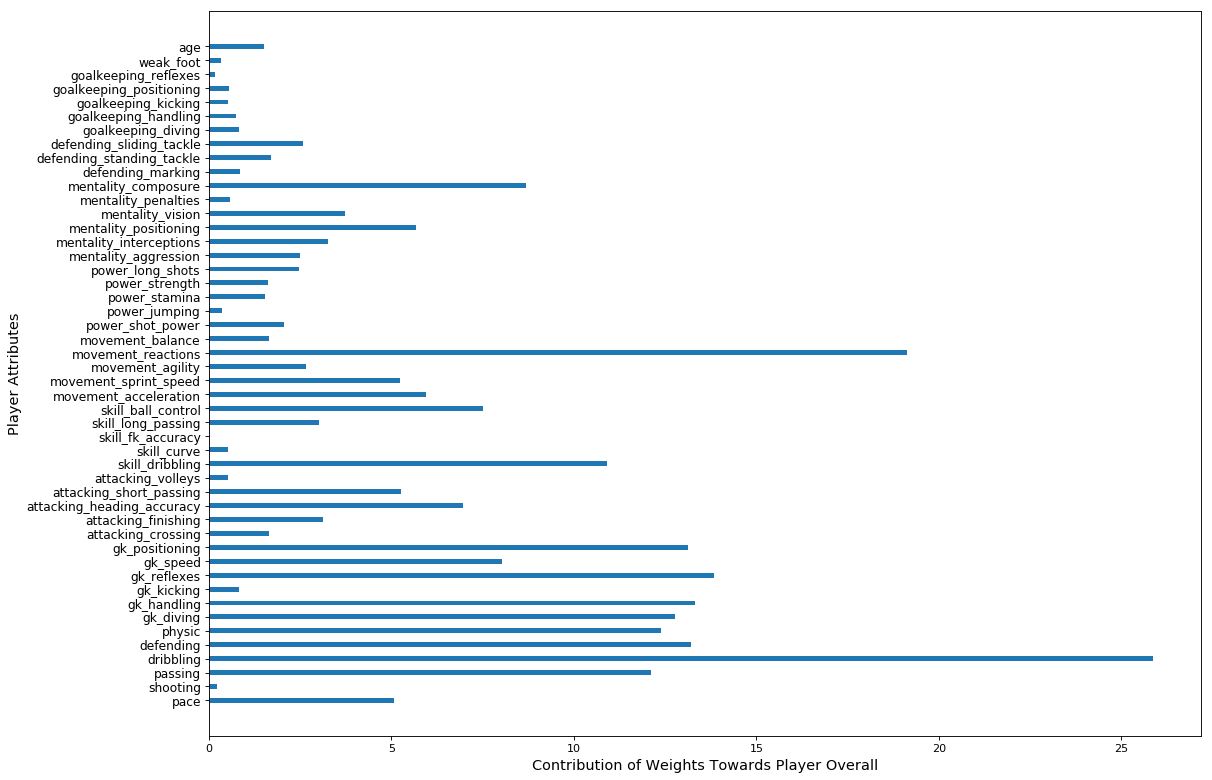 age
weak_foot
goalkeeping_reflexes
goalkeeping_positioning
goalkeeping_kicking
goalkeeping_handling
goalkeeping_diving
defending_sliding_tackle
defending_standing_tackle
defending_marking
mentality_composure
mentality_penalties
mentality_vision
mentality_positioning
mentality_interceptions
mentality_aggression
power_long_shots
power_strength
power_stamina
power_jumping
power_shot_power
movement_balance
movement_reactions
movement_agility
movement_sprint_speed
movement_acceleration
skill_ball_control
skill_long_passing
skill_fk_accuracy
skill_curve
skill_dribbling
attacking_volleys
attacking_short_passing
attacking_heading_accuracy
attacking_finishing
attacking_crossing
gk_positioning
gk_speed
gk_reflexes
gk_kicking
gk_handling
gk_diving
physic
defending
dribbling
passing
shooting
pace
Player Attributes
0 5 10 15 20 25
Contribution of Weights Towards Player Overall